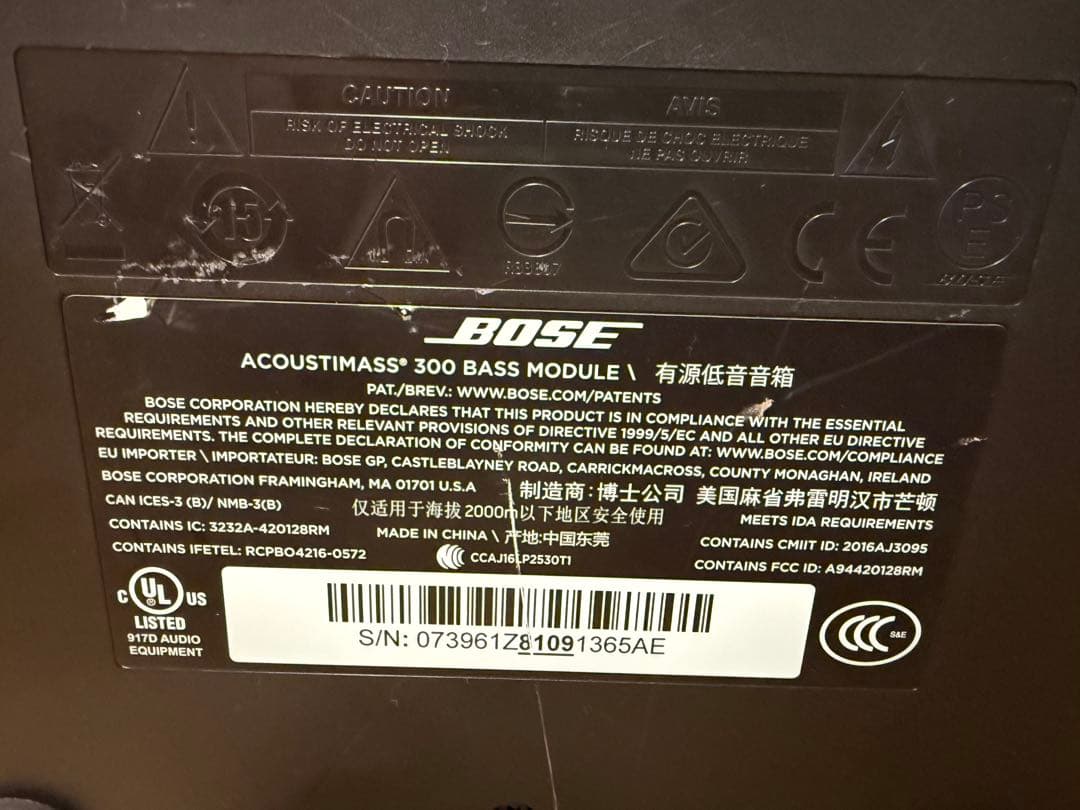 CAUTION
RISK OF ELECTRICAL SHOCK
DO NOT OPEN
AVIS
RISQUE DE CHOC ELECTRIQUE
NE PAS OUVRIR
15
PS
E
BOSE
CE
BOSE
ACOUSTIMASS® 300 BASS MODULE \ 有源低音音箱
PAT./BREV.: WWW.BOSE.COM/PATENTS
BOSE CORPORATION HEREBY DECLARES THAT THIS PRODUCT IS IN COMPLIANCE WITH THE ESSENTIAL
REQUIREMENTS AND OTHER RELEVANT PROVISIONS OF DIRECTIVE 1999/5/EC AND ALL OTHER EU DIRECTIVE
REQUIREMENTS. THE COMPLETE DECLARATION OF CONFORMITY CAN BE FOUND AT: WWW.BOSE.COM/COMPLIANCE
EU IMPORTER \ IMPORTATEUR: BOSE GP, CASTLEBLAYNEY ROAD, CARRICKMACROSS, COUNTY MONAGHAN, IRELAND
BOSE CORPORATION FRAMINGHAM, MA 01701 U.S.A 制造商:博士公司 美国麻省弗雷明汉市芒顿
CAN ICES-3 (B)/ NMB-3(B) 仅适用于海拔2000m以下地区安全使用 MEETS IDA REQUIREMENTS
CONTAINS IC: 3232A-420128RM MADE IN CHINA \ 产地:中国东莞 CONTAINS CMIIT ID: 2016AJ3095
CONTAINS IFETEL: RCPBO4216-0572 CCAJ16LP2530T1 CONTAINS FCC ID: A94420128RM
C UL US
LISTED
917D AUDIO
EQUIPMENT
S/N: 073961Z81091365AE
CCC S&E